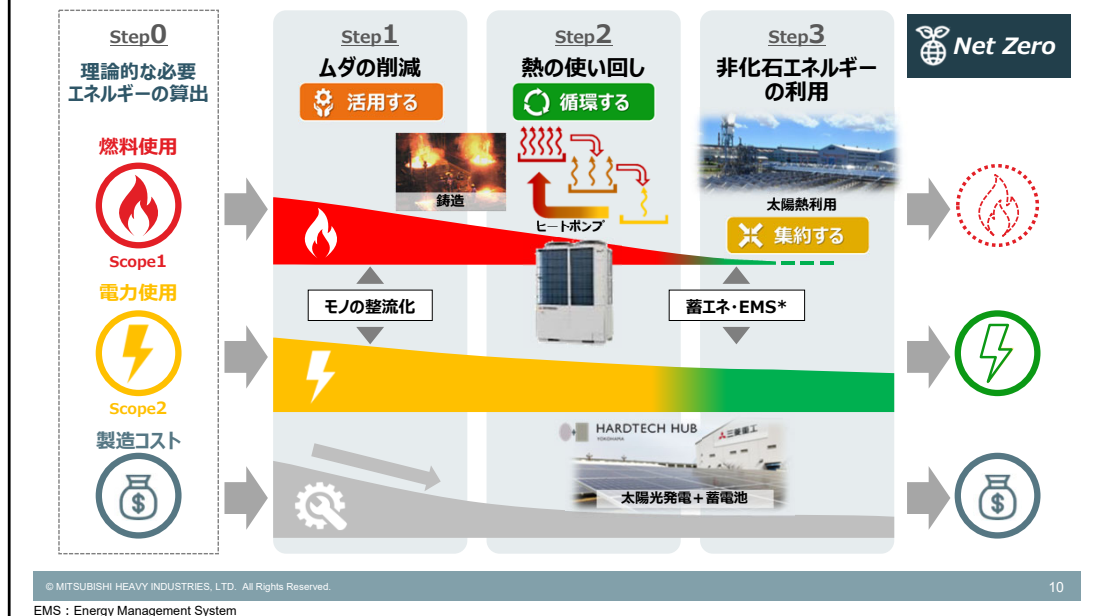 Step0
理論的な必要
エネルギーの算出
燃料使用
Scope1
電力使用
Scope2
製造コスト
Step1
ムダの削減
活用する
鋳造
モノの整流化
Step2
熱の使い回し
循環する
ヒートポンプ
HARDTECH HUB
YOKOHAMA
三菱重工
太陽光発電+蓄電池
Step3
非化石エネルギー
の利用
太陽熱利用
集約する
蓄エネ・EMS*
Net Zero
© MITSUBISHI HEAVY INDUSTRIES, LTD. All Rights Reserved.
10
EMS:Energy Management System